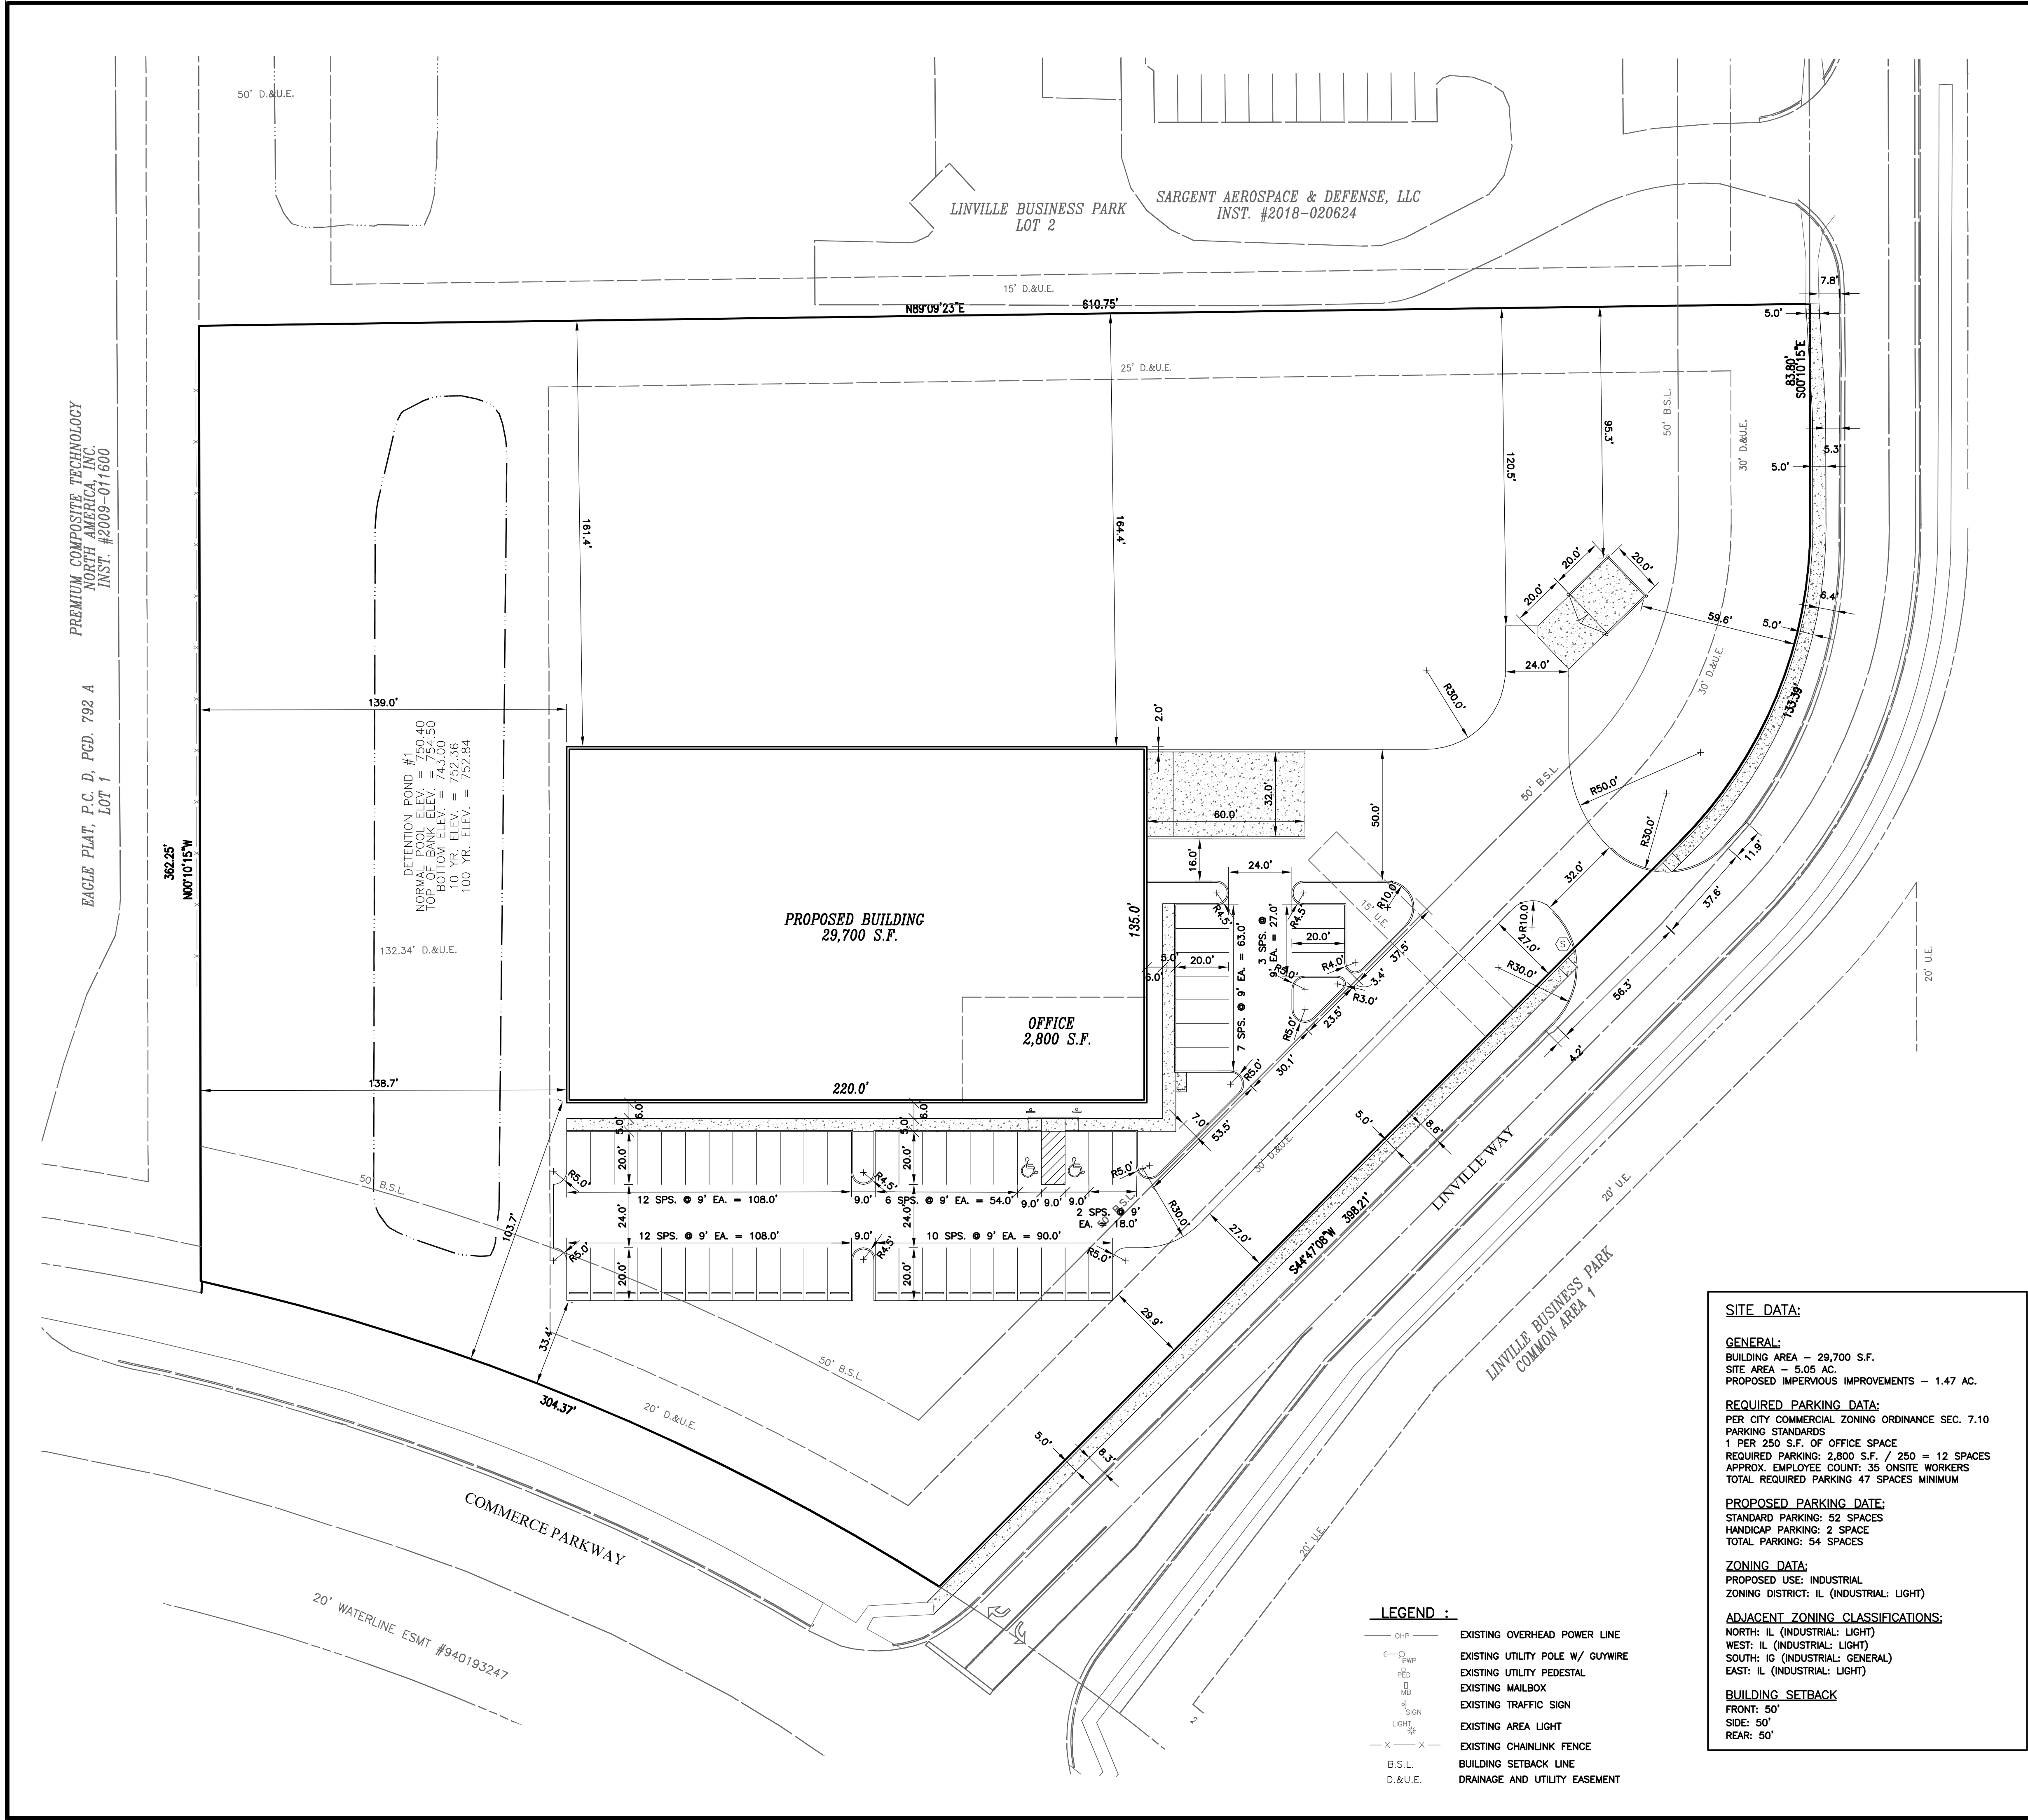 50' D.&U.E.
LINVILLE BUSINESS PARK
LOT 2
SARGENT AEROSPACE & DEFENSE, LLC
INST. #2018-020624
15' D.&U.E.
N89°09'23"E
610.75'
7.8'
5.0'
83.80'
S00°10'15"E
25' D.&U.E.
50' B.S.L.
30' D.&U.E.
5.3'
5.0'
PREMIUM COMPOSITE TECHNOLOGY
NORTH AMERICA, INC.
INST. #2009-011600
EAGLE PLAT, P.C. D, PGD. 792 A
LOT 1
362.25'
N00°10'15"W
161.4'
164.4'
120.5'
95.3'
20.0'
20.0'
20.0'
59.6'
5.0'
6.4'
24.0'
30' D.&U.E.
133.39'
R30.0'
139.0'
2.0'
DETENTION POND #1
NORMAL POOL ELEV. = 750.40
TOP OF BANK ELEV. = 754.50
BOTTOM ELEV. = 743.00
10 YR. ELEV. = 752.36
100 YR. ELEV. = 752.84
132.34' D.&U.E.
32.0'
60.0'
50.0'
50' B.S.L.
R50.0'
R30.0'
16.0'
24.0'
11.9'
32.0'
37.6'
PROPOSED BUILDING
29,700 S.F.
135.0'
R4.5'
R4.5'
R10.0'
15' U.E.
3 SPS. @
9' EA. = 27.0'
20.0'
7 SPS. @ 9' EA. = 63.0'
5.0'
20.0'
6.0'
R5.0'
R4.0'
37.5'
3.4'
R3.0'
R10.0'
27.0'
S
R30.0'
56.3'
20' U.E.
OFFICE
2,800 S.F.
R5.0'
23.5'
30.1'
4.2'
138.7'
220.0'
R5.0'
6.0'
5.0'
6.0'
5.0'
7.0'
53.5'
5.0'
8.6'
LINVILLE WAY
30' D.&U.E.
50' B.S.L.
20.0'
20.0'
R5.0'
R4.5'
R5.0'
12 SPS. @ 9' EA. = 108.0'
9.0'
6 SPS. @ 9' EA. = 54.0'
9.0'
9.0'
9.0'
2 SPS. @ 9'
EA. = 18.0'
R30.0'
20' U.E.
103.7'
24.0'
24.0'
27.0'
12 SPS. @ 9' EA. = 108.0'
9.0'
10 SPS. @ 9' EA. = 90.0'
R5.0'
R4.5'
R5.0'
S44°47'08"W
398.21'
20.0'
20.0'
29.9'
33.4'
50' B.S.L.
LINVILLE BUSINESS PARK
COMMON AREA 1
304.37'
20' D.&U.E.
5.0'
8.3'
COMMERCE PARKWAY
20' U.E.
20' WATERLINE ESMT #940193247
2
LEGEND :
OHP EXISTING OVERHEAD POWER LINE
PWP EXISTING UTILITY POLE W/ GUYWIRE
PED EXISTING UTILITY PEDESTAL
MB EXISTING MAILBOX
SIGN EXISTING TRAFFIC SIGN
LIGHT EXISTING AREA LIGHT
X X EXISTING CHAINLINK FENCE
B.S.L. BUILDING SETBACK LINE
D.&U.E. DRAINAGE AND UTILITY EASEMENT
SITE DATA:
GENERAL:
BUILDING AREA – 29,700 S.F.
SITE AREA – 5.05 AC.
PROPOSED IMPERVIOUS IMPROVEMENTS – 1.47 AC.
REQUIRED PARKING DATA:
PER CITY COMMERCIAL ZONING ORDINANCE SEC. 7.10
PARKING STANDARDS
1 PER 250 S.F. OF OFFICE SPACE
REQUIRED PARKING: 2,800 S.F. / 250 = 12 SPACES
APPROX. EMPLOYEE COUNT: 35 ONSITE WORKERS
TOTAL REQUIRED PARKING 47 SPACES MINIMUM
PROPOSED PARKING DATE:
STANDARD PARKING: 52 SPACES
HANDICAP PARKING: 2 SPACE
TOTAL PARKING: 54 SPACES
ZONING DATA:
PROPOSED USE: INDUSTRIAL
ZONING DISTRICT: IL (INDUSTRIAL: LIGHT)
ADJACENT ZONING CLASSIFICATIONS:
NORTH: IL (INDUSTRIAL: LIGHT)
WEST: IL (INDUSTRIAL: LIGHT)
SOUTH: IG (INDUSTRIAL: GENERAL)
EAST: IL (INDUSTRIAL: LIGHT)
BUILDING SETBACK
FRONT: 50'
SIDE: 50'
REAR: 50'